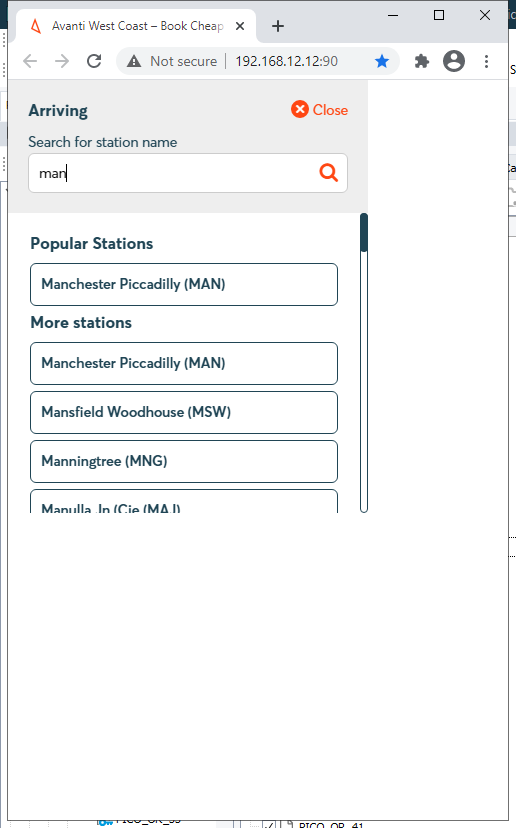 Avanti West Coast – Book Cheap
Not secure
192.168.12.12:90
Arriving
Close
Search for station name
man
Popular Stations
Manchester Piccadilly (MAN)
More stations
Manchester Piccadilly (MAN)
Mansfield Woodhouse (MSW)
Manningtree (MNG)
Manulla Jn (Cie (MAJ)
PICO_OR_41